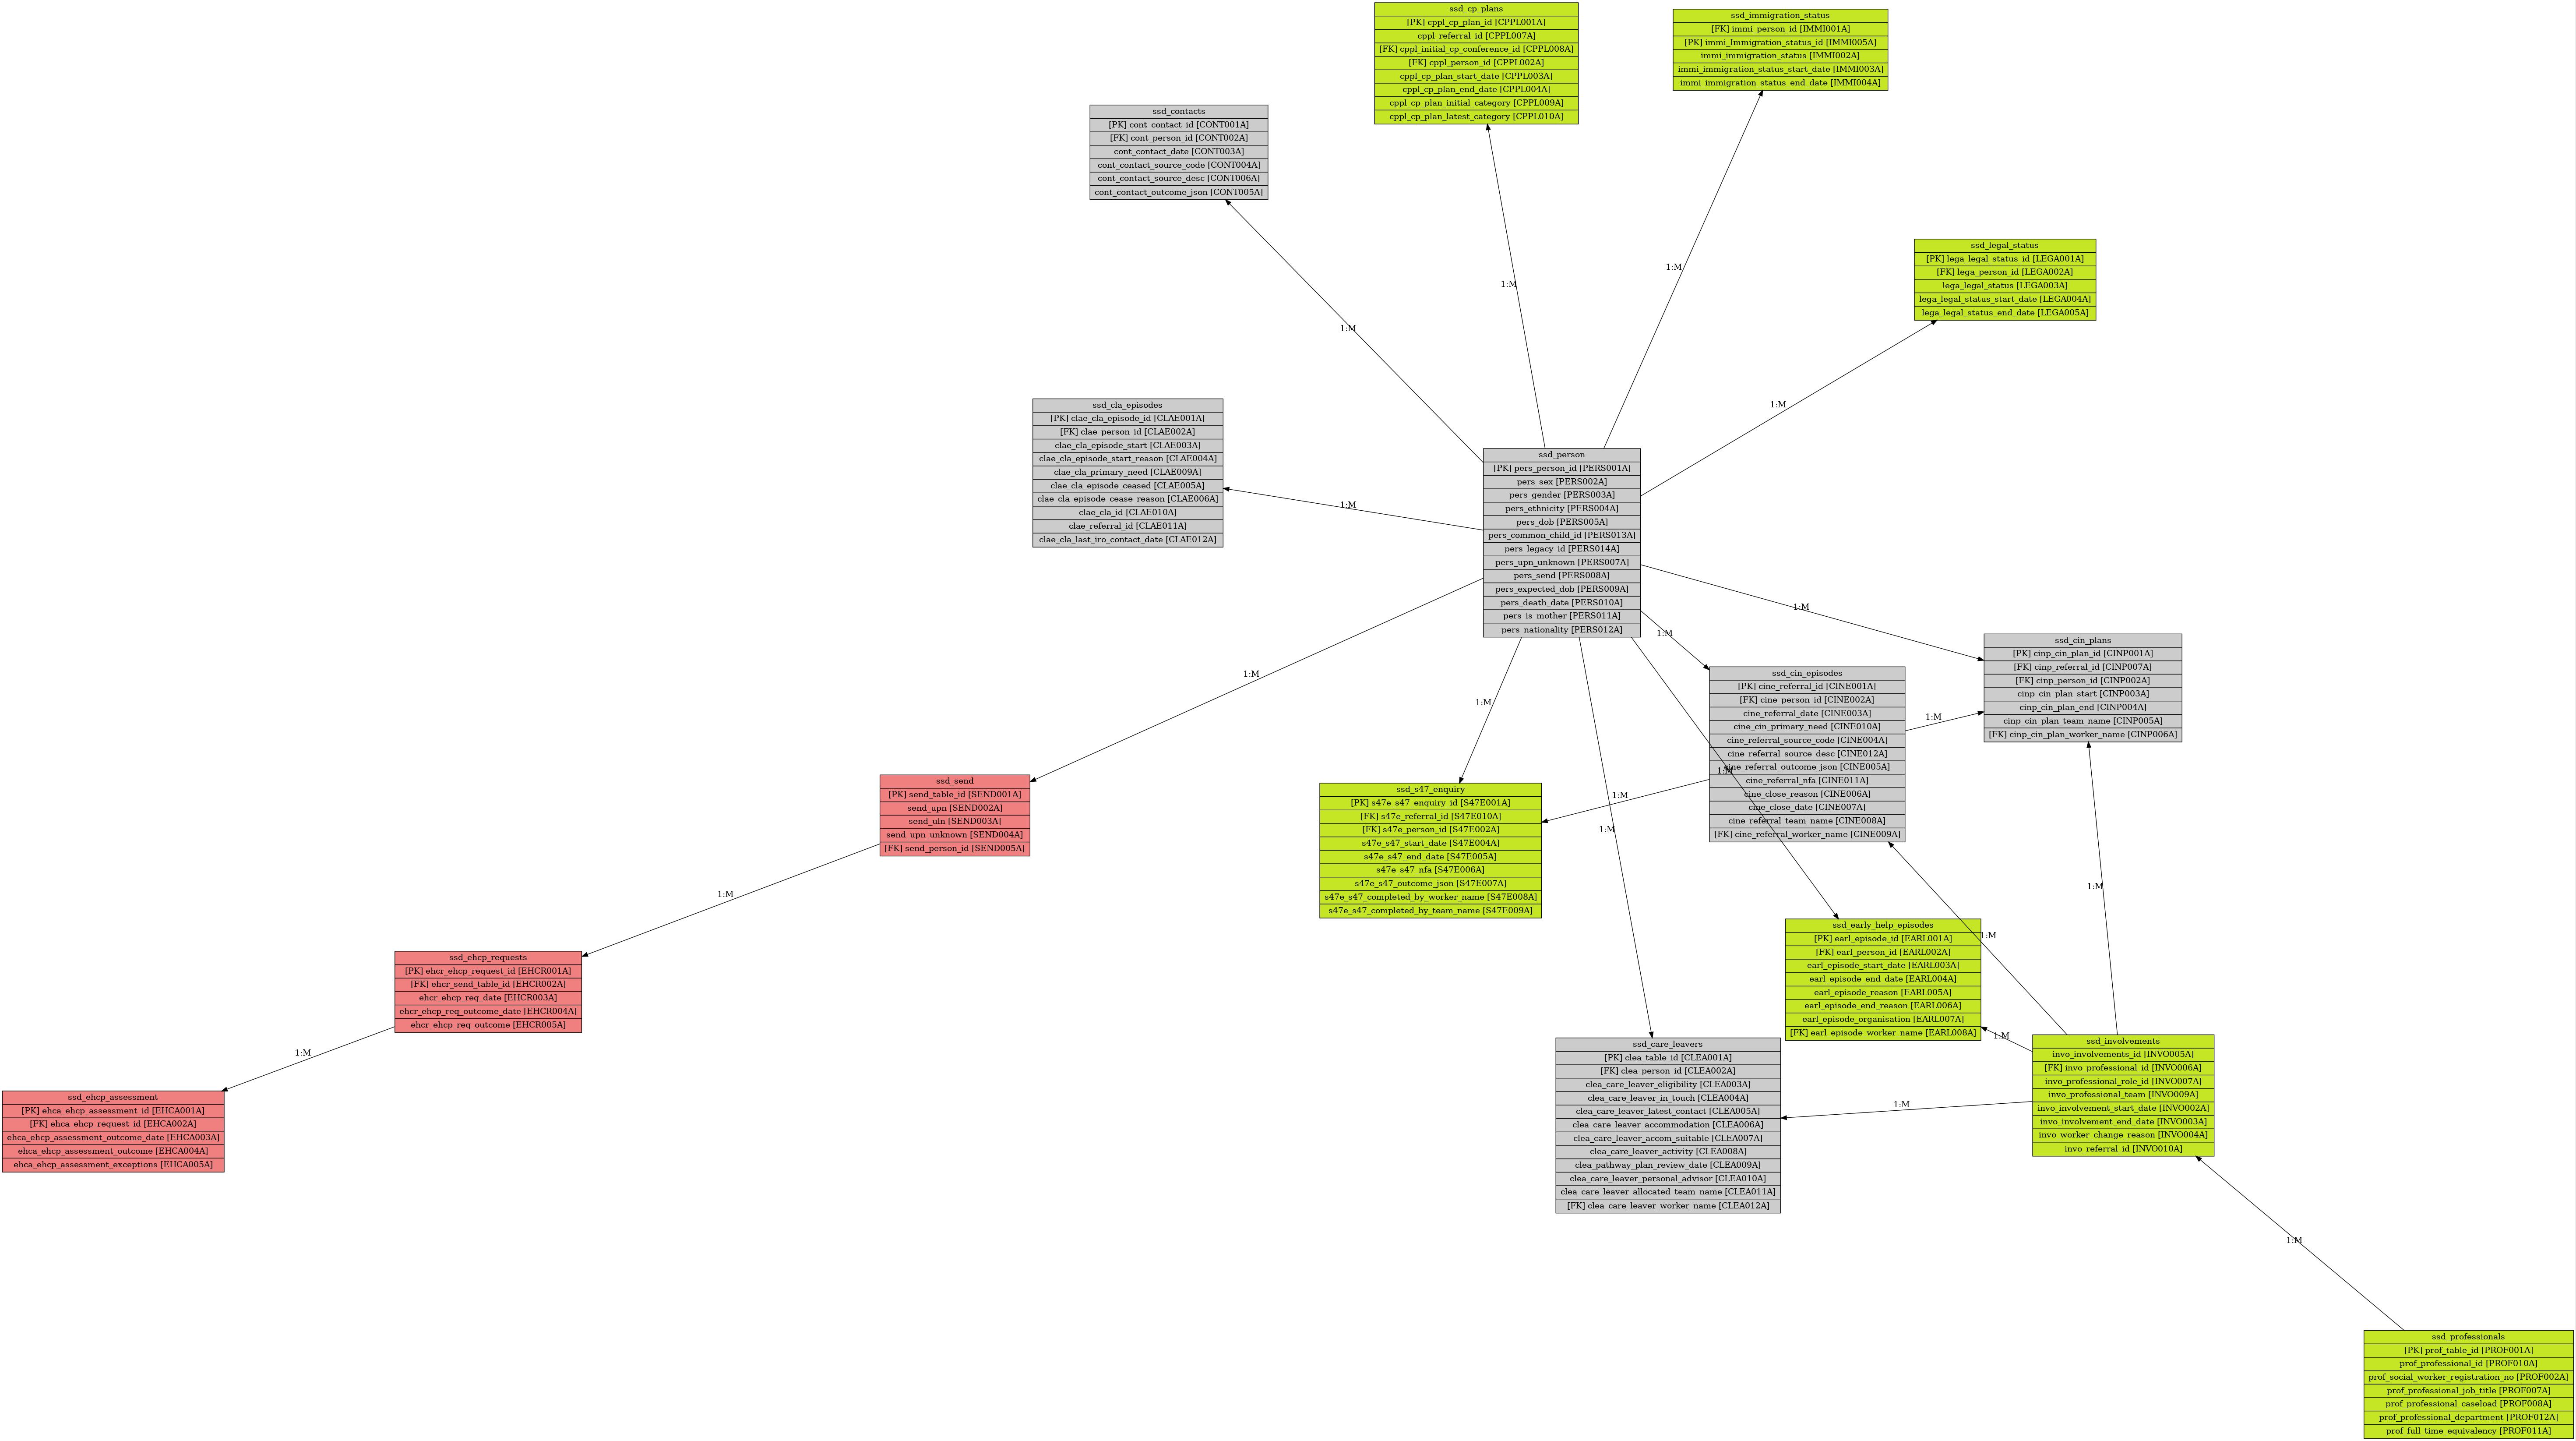 ssd_cp_plans
[PK] cppl_cp_plan_id [CPPL001A]
cppl_referral_id [CPPL007A]
[FK] cppl_initial_cp_conference_id [CPPL008A]
[FK] cppl_person_id [CPPL002A]
cppl_cp_plan_start_date [CPPL003A]
cppl_cp_plan_end_date [CPPL004A]
cppl_cp_plan_initial_category [CPPL009A]
cppl_cp_plan_latest_category [CPPL010A]
ssd_immigration_status
[FK] immi_person_id [IMMI001A]
[PK] immi_Immigration_status_id [IMMI005A]
immi_immigration_status [IMMI002A]
immi_immigration_status_start_date [IMMI003A]
immi_immigration_status_end_date [IMMI004A]
ssd_contacts
[PK] cont_contact_id [CONT001A]
[FK] cont_person_id [CONT002A]
cont_contact_date [CONT003A]
cont_contact_source_code [CONT004A]
cont_contact_source_desc [CONT006A]
cont_contact_outcome_json [CONT005A]
ssd_legal_status
[PK] lega_legal_status_id [LEGA001A]
[FK] lega_person_id [LEGA002A]
lega_legal_status [LEGA003A]
lega_legal_status_start_date [LEGA004A]
lega_legal_status_end_date [LEGA005A]
1:M
1:M
1:M
1:M
ssd_cla_episodes
[PK] clae_cla_episode_id [CLAE001A]
[FK] clae_person_id [CLAE002A]
clae_cla_episode_start [CLAE003A]
clae_cla_episode_start_reason [CLAE004A]
clae_cla_primary_need [CLAE009A]
clae_cla_episode_ceased [CLAE005A]
clae_cla_episode_cease_reason [CLAE006A]
clae_cla_id [CLAE010A]
clae_referral_id [CLAE011A]
clae_cla_last_iro_contact_date [CLAE012A]
1:M
ssd_person
[PK] pers_person_id [PERS001A]
pers_sex [PERS002A]
pers_gender [PERS003A]
pers_ethnicity [PERS004A]
pers_dob [PERS005A]
pers_common_child_id [PERS013A]
pers_legacy_id [PERS014A]
pers_upn_unknown [PERS007A]
pers_send [PERS008A]
pers_expected_dob [PERS009A]
pers_death_date [PERS010A]
pers_is_mother [PERS011A]
pers_nationality [PERS012A]
1:M
1:M
1:M
1:M
ssd_cin_plans
[PK] cinp_cin_plan_id [CINP001A]
[FK] cinp_referral_id [CINP007A]
[FK] cinp_person_id [CINP002A]
cinp_cin_plan_start [CINP003A]
cinp_cin_plan_end [CINP004A]
cinp_cin_plan_team_name [CINP005A]
[FK] cinp_cin_plan_worker_name [CINP006A]
ssd_cin_episodes
[PK] cine_referral_id [CINE001A]
[FK] cine_person_id [CINE002A]
cine_referral_date [CINE003A]
cine_cin_primary_need [CINE010A]
cine_referral_source_code [CINE004A]
cine_referral_source_desc [CINE012A]
cine_referral_outcome_json [CINE005A]
cine_referral_nfa [CINE011A]
cine_close_reason [CINE006A]
cine_close_date [CINE007A]
cine_referral_team_name [CINE008A]
[FK] cine_referral_worker_name [CINE009A]
1:M
1:M
1:M
1:M
ssd_send
[PK] send_table_id [SEND001A]
send_upn [SEND002A]
send_uln [SEND003A]
send_upn_unknown [SEND004A]
[FK] send_person_id [SEND005A]
ssd_s47_enquiry
[PK] s47e_s47_enquiry_id [S47E001A]
[FK] s47e_referral_id [S47E010A]
[FK] s47e_person_id [S47E002A]
s47e_s47_start_date [S47E004A]
s47e_s47_end_date [S47E005A]
s47e_s47_nfa [S47E006A]
s47e_s47_outcome_json [S47E007A]
s47e_s47_completed_by_worker_name [S47E008A]
s47e_s47_completed_by_team_name [S47E009A]
1:M
1:M
1:M
1:M
ssd_early_help_episodes
[PK] earl_episode_id [EARL001A]
[FK] earl_person_id [EARL002A]
earl_episode_start_date [EARL003A]
earl_episode_end_date [EARL004A]
earl_episode_reason [EARL005A]
earl_episode_end_reason [EARL006A]
earl_episode_organisation [EARL007A]
[FK] earl_episode_worker_name [EARL008A]
ssd_ehcp_requests
[PK] ehcr_ehcp_request_id [EHCR001A]
[FK] ehcr_send_table_id [EHCR002A]
ehcr_ehcp_req_date [EHCR003A]
ehcr_ehcp_req_outcome_date [EHCR004A]
ehcr_ehcp_req_outcome [EHCR005A]
1:M
1:M
ssd_care_leavers
[PK] clea_table_id [CLEA001A]
[FK] clea_person_id [CLEA002A]
clea_care_leaver_eligibility [CLEA003A]
clea_care_leaver_in_touch [CLEA004A]
clea_care_leaver_latest_contact [CLEA005A]
clea_care_leaver_accommodation [CLEA006A]
clea_care_leaver_accom_suitable [CLEA007A]
clea_care_leaver_activity [CLEA008A]
clea_pathway_plan_review_date [CLEA009A]
clea_care_leaver_personal_advisor [CLEA010A]
clea_care_leaver_allocated_team_name [CLEA011A]
[FK] clea_care_leaver_worker_name [CLEA012A]
1:M
ssd_involvements
invo_involvements_id [INVO005A]
[FK] invo_professional_id [INVO006A]
invo_professional_role_id [INVO007A]
invo_professional_team [INVO009A]
invo_involvement_start_date [INVO002A]
invo_involvement_end_date [INVO003A]
invo_worker_change_reason [INVO004A]
invo_referral_id [INVO010A]
ssd_ehcp_assessment
[PK] ehca_ehcp_assessment_id [EHCA001A]
[FK] ehca_ehcp_request_id [EHCA002A]
ehca_ehcp_assessment_outcome_date [EHCA003A]
ehca_ehcp_assessment_outcome [EHCA004A]
ehca_ehcp_assessment_exceptions [EHCA005A]
1:M
ssd_professionals
[PK] prof_table_id [PROF001A]
prof_professional_id [PROF010A]
prof_social_worker_registration_no [PROF002A]
prof_professional_job_title [PROF007A]
prof_professional_caseload [PROF008A]
prof_professional_department [PROF012A]
prof_full_time_equivalency [PROF011A]